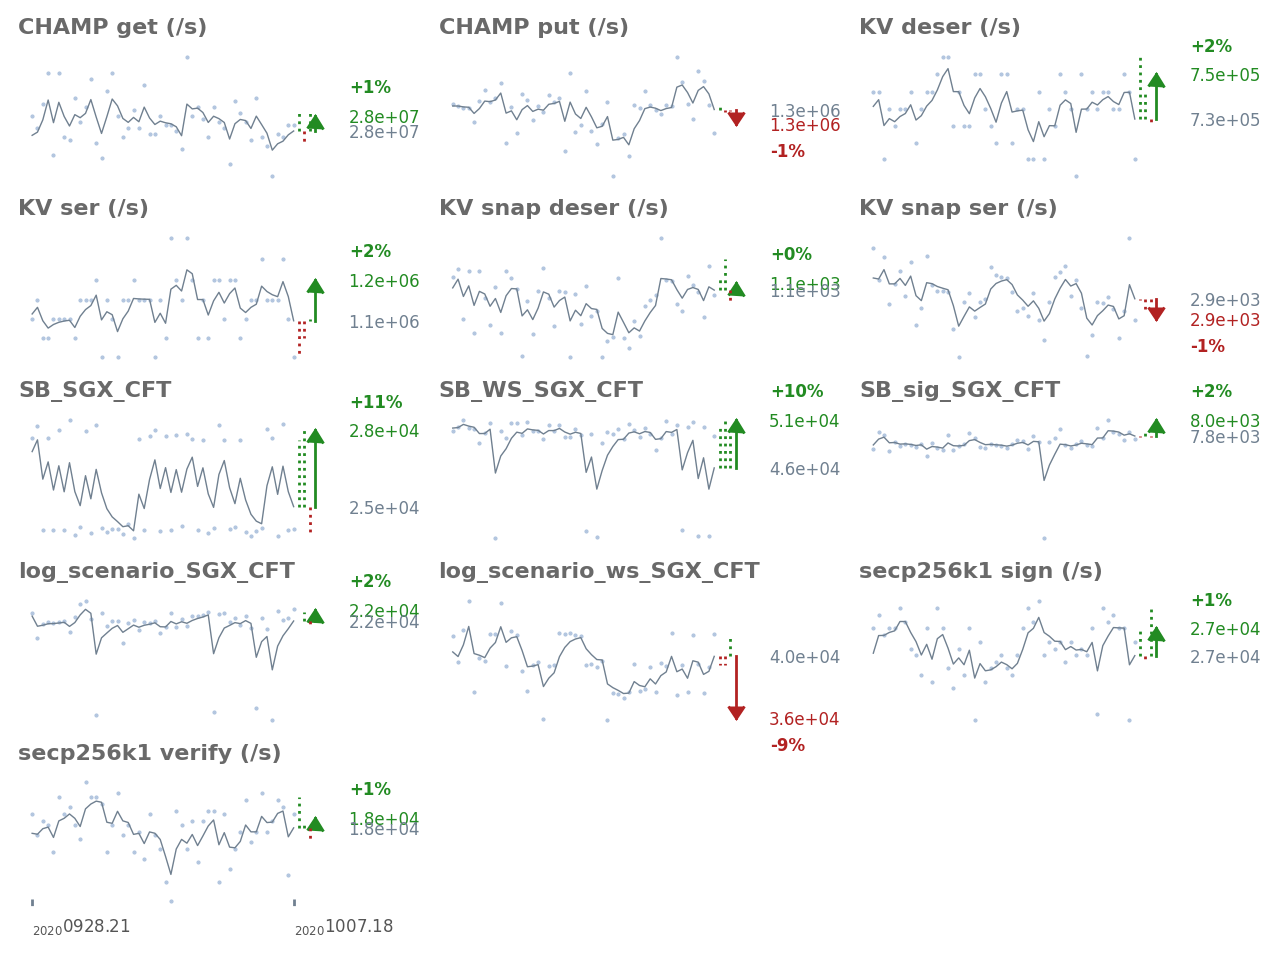 CHAMP get (/s)
+1%
2.8e+07
2.8e+07
CHAMP put (/s)
1.3e+06
1.3e+06
-1%
KV deser (/s)
+2%
7.5e+05
7.3e+05
KV ser (/s)
+2%
1.2e+06
1.1e+06
KV snap deser (/s)
+0%
1.1e+03
1.1e+03
KV snap ser (/s)
2.9e+03
2.9e+03
-1%
SB_SGX_CFT
+11%
2.8e+04
2.5e+04
SB_WS_SGX_CFT
+10%
5.1e+04
4.6e+04
SB_sig_SGX_CFT
+2%
8.0e+03
7.8e+03
log_scenario_SGX_CFT
+2%
2.2e+04
2.2e+04
log_scenario_ws_SGX_CFT
4.0e+04
3.6e+04
-9%
secp256k1 sign (/s)
+1%
2.7e+04
2.7e+04
secp256k1 verify (/s)
+1%
1.8e+04
1.8e+04
20200928.21
20201007.18